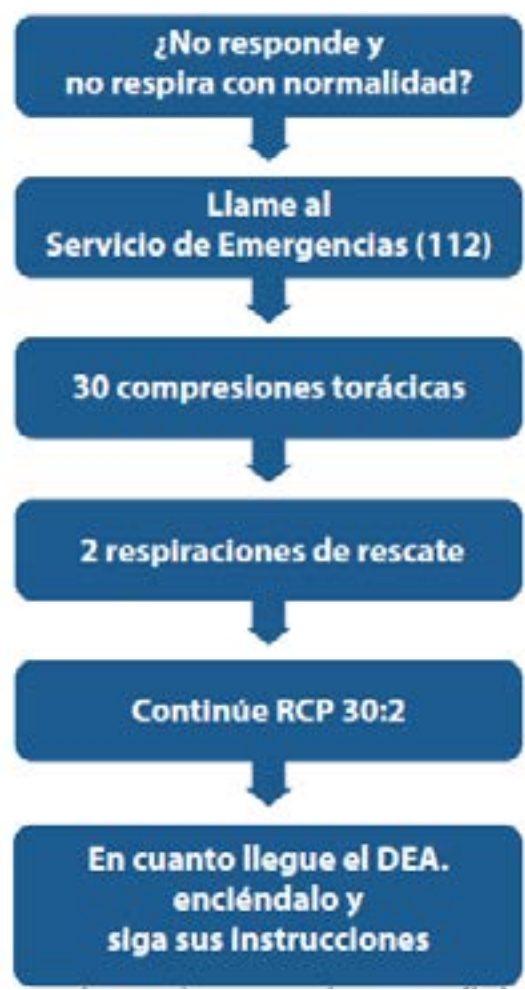 ¿No responde y
no respira con normalidad?
Llame al
Servicio de Emergencias (112)
30 compresiones torácicas
2 respiraciones de rescate
Continúe RCP 30:2
En cuanto llegue el DEA.
enciéndalo y
siga sus instrucciones